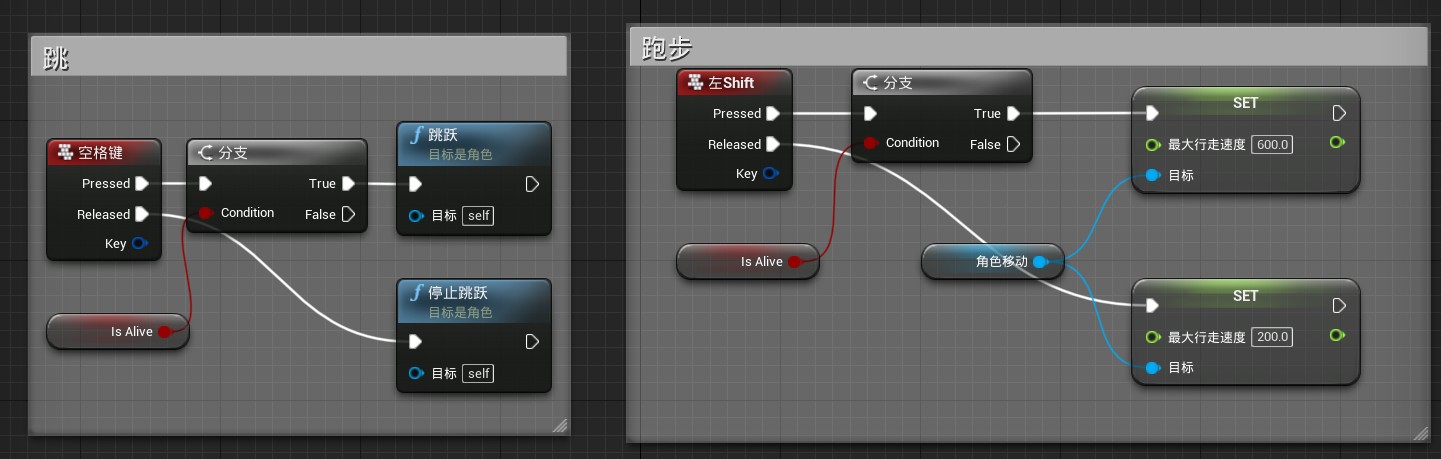 跳
空格键
Pressed
Released
Key
Is Alive
分支
True
Condition
False
跳跃
目标是角色
目标 self
停止跳跃
目标是角色
目标 self
跑步
左Shift
Pressed
Released
Key
Is Alive
分支
True
Condition
False
角色移动
SET
最大行走速度 600.0
目标
SET
最大行走速度 200.0
目标